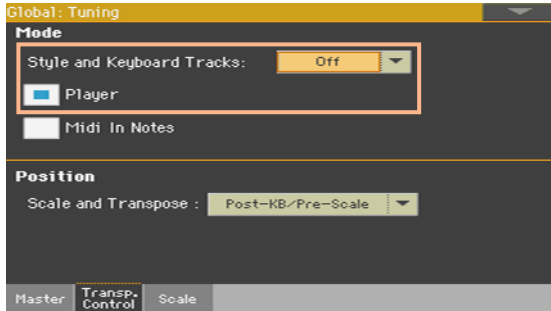 Global: Tuning
Mode
Style and Keyboard Tracks: Off
Player
Midi In Notes
Position
Scale and Transpose : Post-KB/Pre-Scale
Master Transp. Control Scale